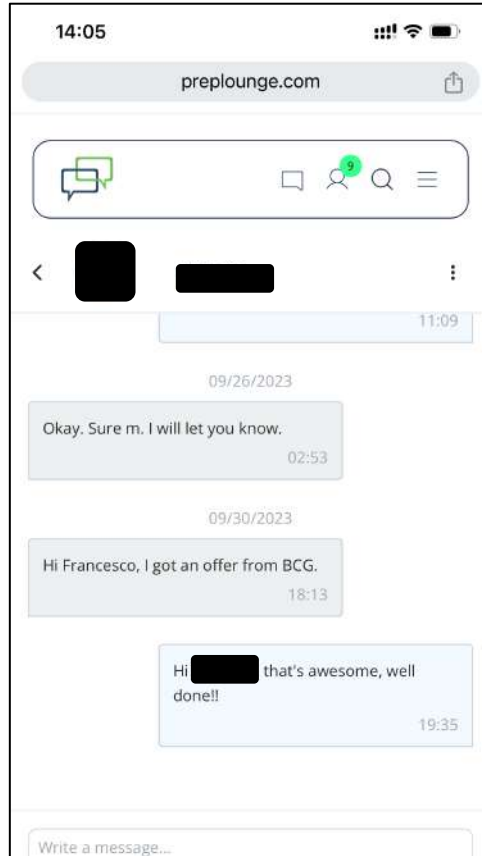 14:05
preplounge.com
9
11:09
09/26/2023
Okay. Sure m. I will let you know.
02:53
09/30/2023
Hi Francesco, I got an offer from BCG.
18:13
Hi that's awesome, well
done!!
19:35
Write a message...